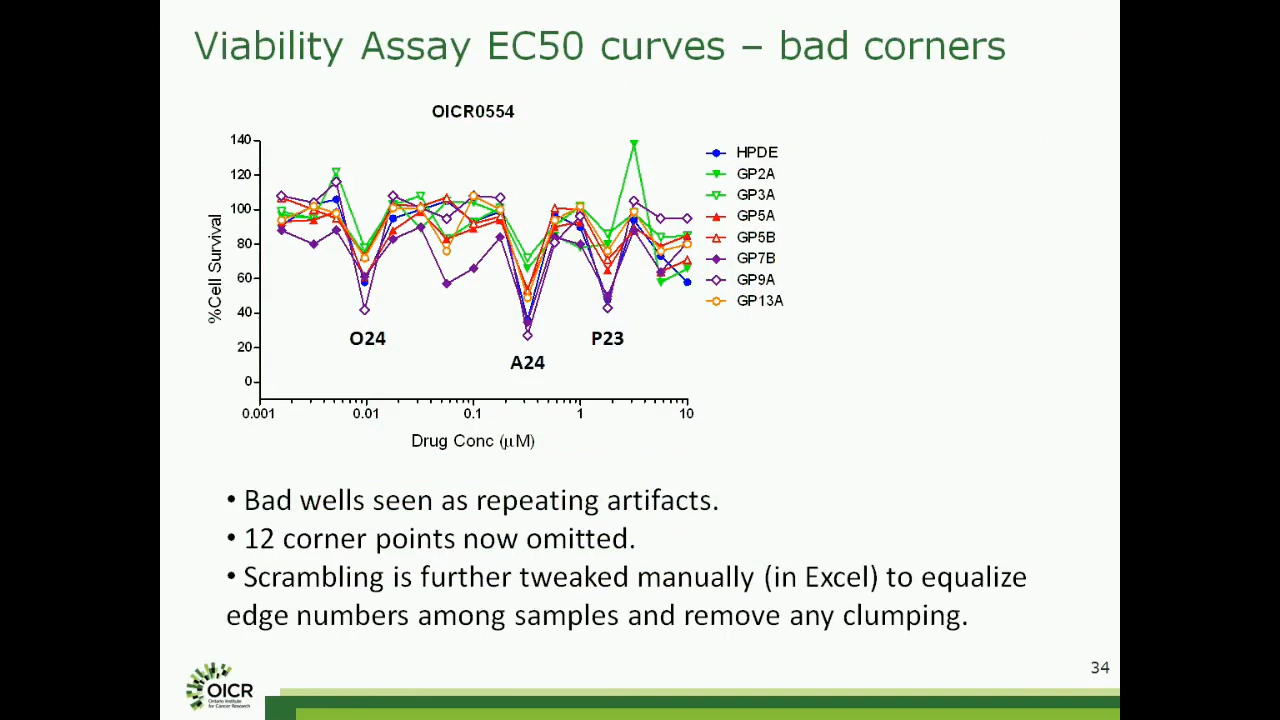 Viability Assay EC50 curves – bad corners
OICR0554
140
120
100
80
60
40
20
0
%Cell Survival
0.001
0.01
0.1
1
10
Drug Conc (μM)
O24
A24
P23
HPDE
GP2A
GP3A
GP5A
GP5B
GP7B
GP9A
GP13A
• Bad wells seen as repeating artifacts.
• 12 corner points now omitted.
• Scrambling is further tweaked manually (in Excel) to equalize
edge numbers among samples and remove any clumping.
34
OICR
Ontario Institute
for Cancer Research